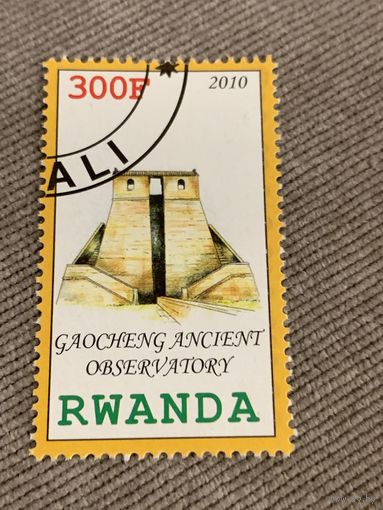 300F 2010
ALI
GAOCHENG ANCIENT
OBSERVATORY
RWANDA